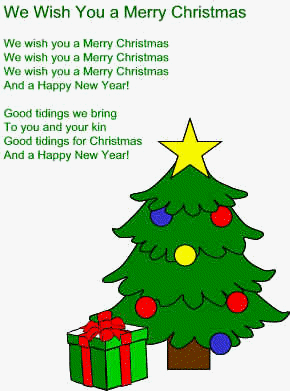 We Wish You a Merry Christmas
We wish you a Merry Christmas
We wish you a Merry Christmas
We wish you a Merry Christmas
And a Happy New Year!
Good tidings we bring
To you and your kin
Good tidings for Christmas
And a Happy New Year!